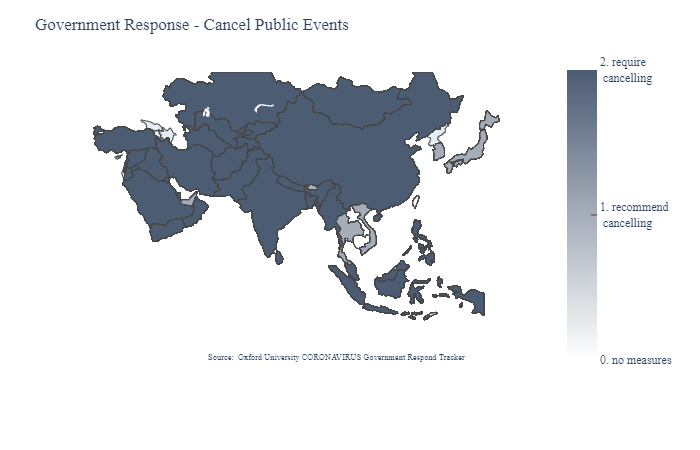 Government Response - Cancel Public Events
2. require
cancelling
1. recommend
cancelling
0. no measures
Source: Oxford University CORONAVIRUS Government Respond Tracker